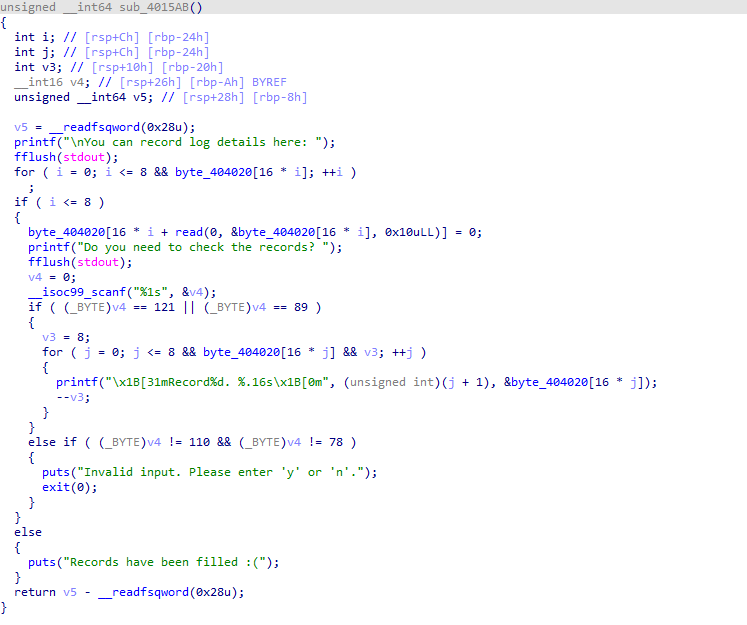 unsigned __int64 sub_4015AB()
{
  int i; // [rsp+Ch] [rbp-24h]
  int j; // [rsp+Ch] [rbp-24h]
  int v3; // [rsp+10h] [rbp-20h]
  __int16 v4; // [rsp+26h] [rbp-Ah] BYREF
  unsigned __int64 v5; // [rsp+28h] [rbp-8h]

  v5 = __readfsqword(0x28u);
  printf("\nYou can record log details here: ");
  fflush(stdout);
  for ( i = 0; i <= 8 && byte_404020[16 * i]; ++i )
    ;
  if ( i <= 8 )
  {
    byte_404020[16 * i + read(0, &byte_404020[16 * i], 0x10uLL)] = 0;
    printf("Do you need to check the records? ");
    fflush(stdout);
    v4 = 0;
    __isoc99_scanf("%1s", &v4);
    if ( (_BYTE)v4 == 121 || (_BYTE)v4 == 89 )
    {
      v3 = 8;
      for ( j = 0; j <= 8 && byte_404020[16 * j] && v3; ++j )
      {
        printf("\x1B[31mRecord%d. %.16s\x1B[0m", (unsigned int)(j + 1), &byte_404020[16 * j]);
        --v3;
      }
    }
    else if ( (_BYTE)v4 != 110 && (_BYTE)v4 != 78 )
    {
      puts("Invalid input. Please enter 'y' or 'n'.");
      exit(0);
    }
  }
  else
  {
    puts("Records have been filled :(");
  }
  return v5 - __readfsqword(0x28u);
}